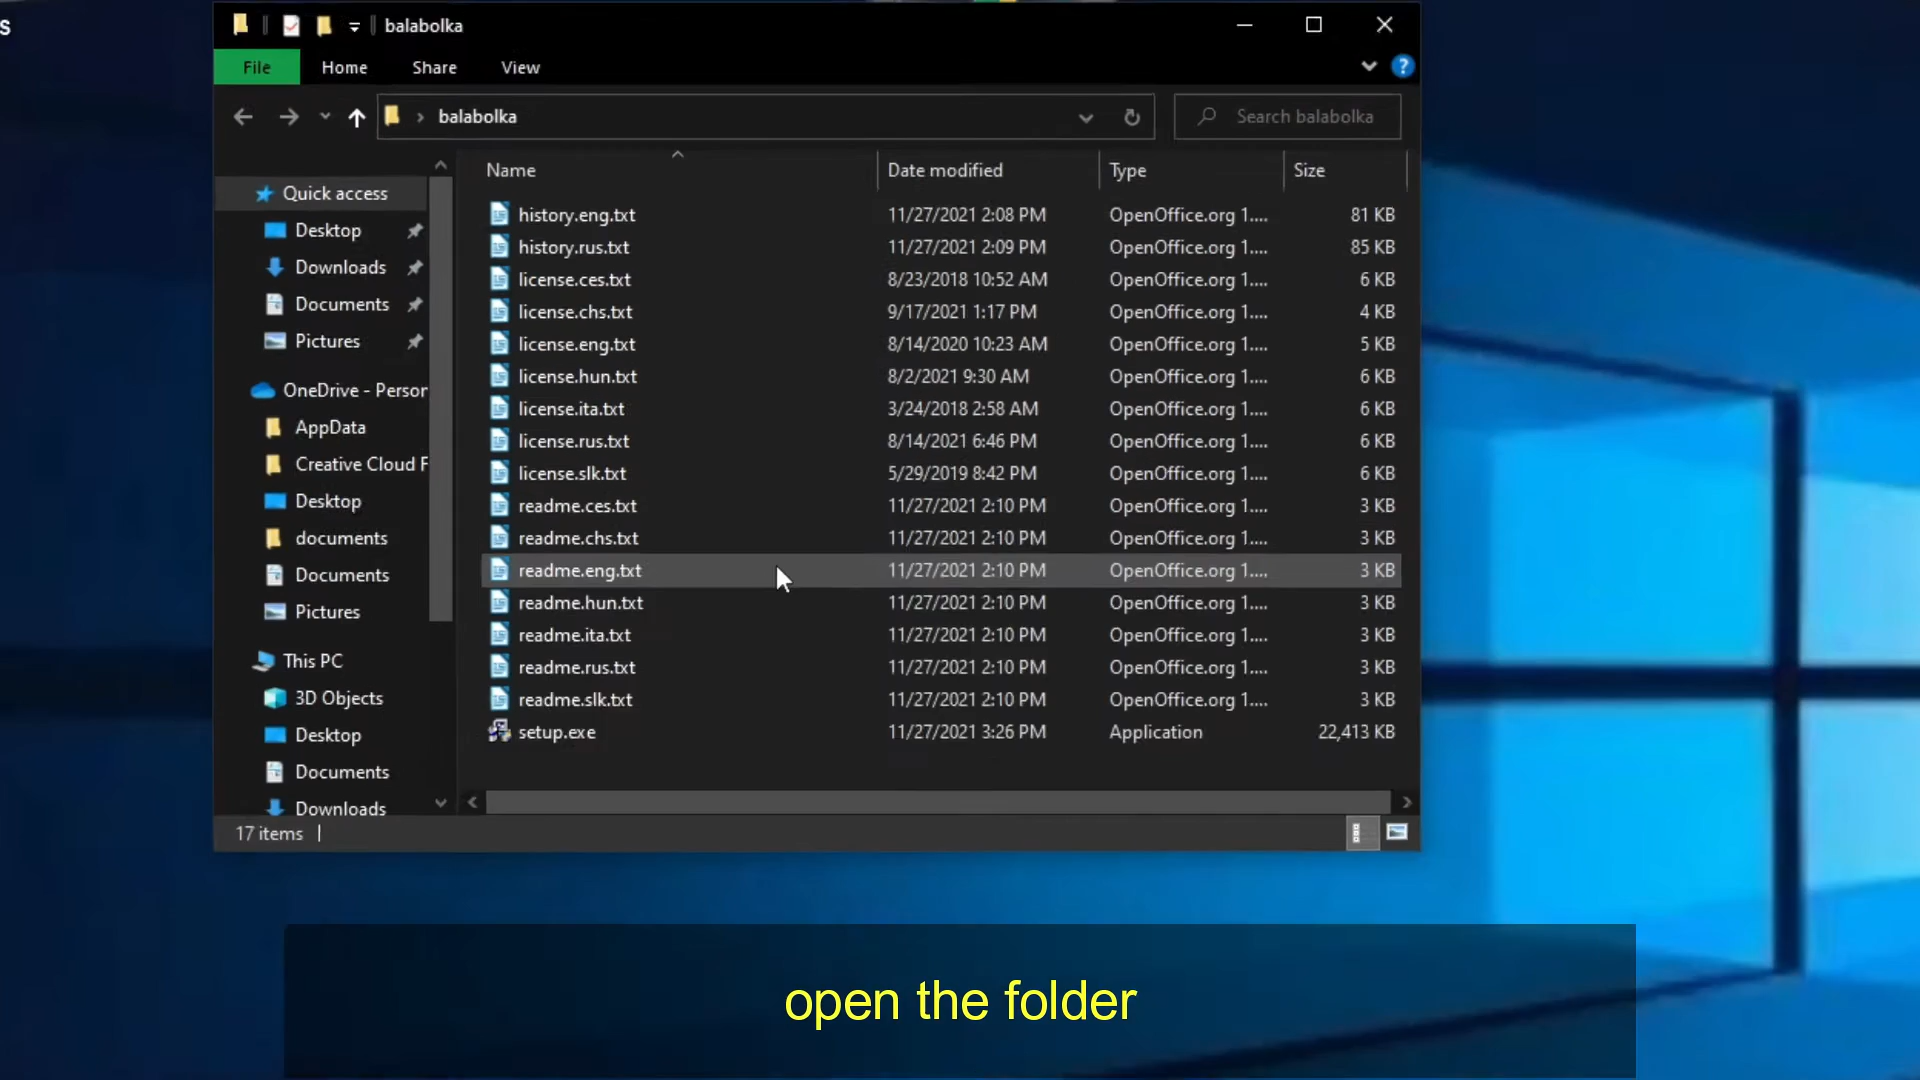 s
balabolka
File Home Share View
balabolka
Search balabolka
Name Date modified Type Size
Quick access
Desktop
Downloads
Documents
Pictures
OneDrive - Person
AppData
Creative Cloud F
Desktop
documents
Documents
Pictures
This PC
3D Objects
Desktop
Documents
Downloads
history.eng.txt 11/27/2021 2:08 PM OpenOffice.org 1.... 81 KB
history.rus.txt 11/27/2021 2:09 PM OpenOffice.org 1.... 85 KB
license.ces.txt 8/23/2018 10:52 AM OpenOffice.org 1.... 6 KB
license.chs.txt 9/17/2021 1:17 PM OpenOffice.org 1.... 4 KB
license.eng.txt 8/14/2020 10:23 AM OpenOffice.org 1.... 5 KB
license.hun.txt 8/2/2021 9:30 AM OpenOffice.org 1.... 6 KB
license.ita.txt 3/24/2018 2:58 AM OpenOffice.org 1.... 6 KB
license.rus.txt 8/14/2021 6:46 PM OpenOffice.org 1.... 6 KB
license.slk.txt 5/29/2019 8:42 PM OpenOffice.org 1.... 6 KB
readme.ces.txt 11/27/2021 2:10 PM OpenOffice.org 1.... 3 KB
readme.chs.txt 11/27/2021 2:10 PM OpenOffice.org 1.... 3 KB
readme.eng.txt 11/27/2021 2:10 PM OpenOffice.org 1.... 3 KB
readme.hun.txt 11/27/2021 2:10 PM OpenOffice.org 1.... 3 KB
readme.ita.txt 11/27/2021 2:10 PM OpenOffice.org 1.... 3 KB
readme.rus.txt 11/27/2021 2:10 PM OpenOffice.org 1.... 3 KB
readme.slk.txt 11/27/2021 2:10 PM OpenOffice.org 1.... 3 KB
setup.exe 11/27/2021 3:26 PM Application 22,413 KB
17 items
open the folder